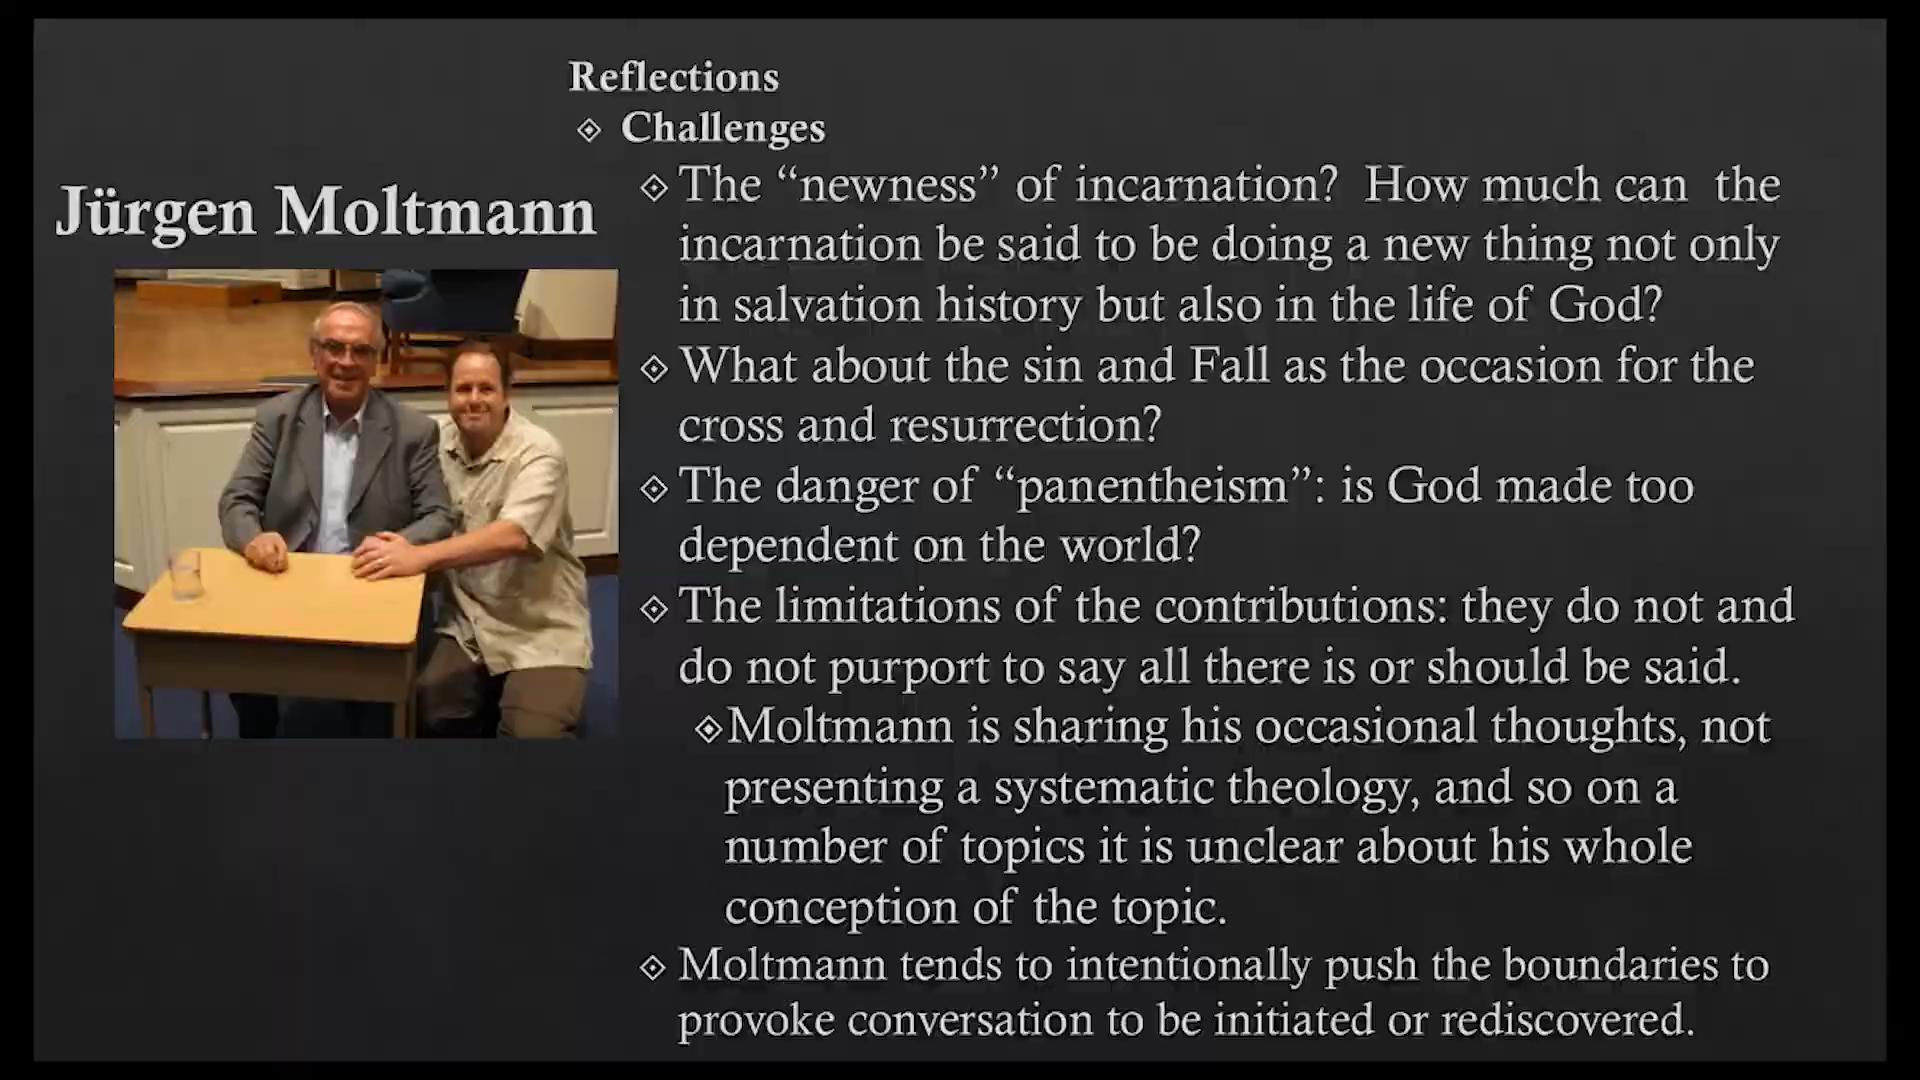 Reflections
Challenges
Jürgen Moltmann
The “newness” of incarnation? How much can the
incarnation be said to be doing a new thing not only
in salvation history but also in the life of God?
What about the sin and Fall as the occasion for the
cross and resurrection?
The danger of “panentheism”: is God made too
dependent on the world?
The limitations of the contributions: they do not and
do not purport to say all there is or should be said.
Moltmann is sharing his occasional thoughts, not
presenting a systematic theology, and so on a
number of topics it is unclear about his whole
conception of the topic.
Moltmann tends to intentionally push the boundaries to
provoke conversation to be initiated or rediscovered.